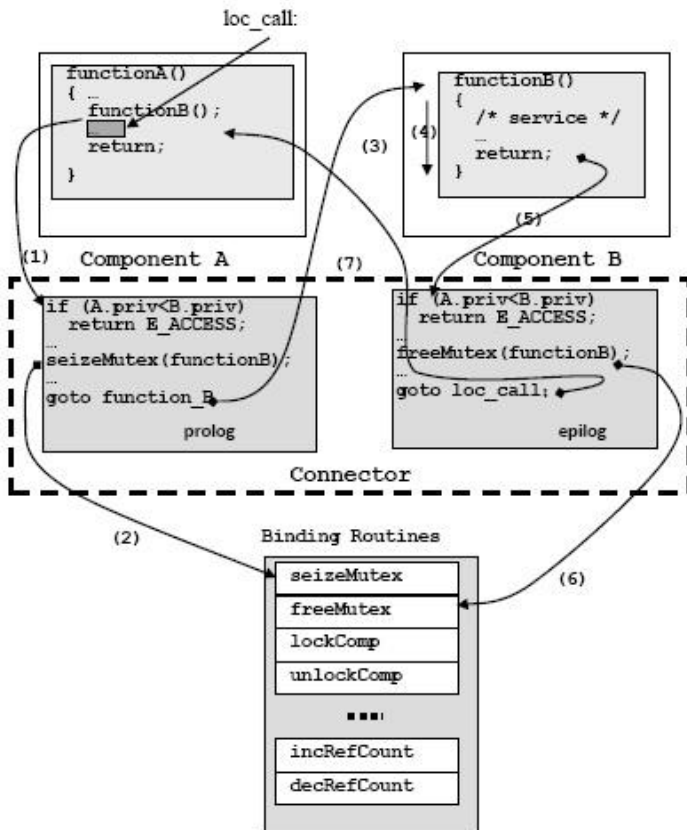 loc_call:
functionA()
{ …
functionB();
return;
}
functionB()
{
/* service */
…
return;
}
(3)
(4)
(5)
(1)
Component A
(7)
Component B
if (A.priv<B.priv)
return E_ACCESS;
…
seizeMutex(functionB);
…
goto function_B
prolog
if (A.priv<B.priv)
return E_ACCESS;
…
freeMutex(functionB);
…
goto loc_call;
epilog
Connector
(2)
Binding Routines
(6)
seizeMutex
freeMutex
lockComp
unlockComp
incRefCount
decRefCount